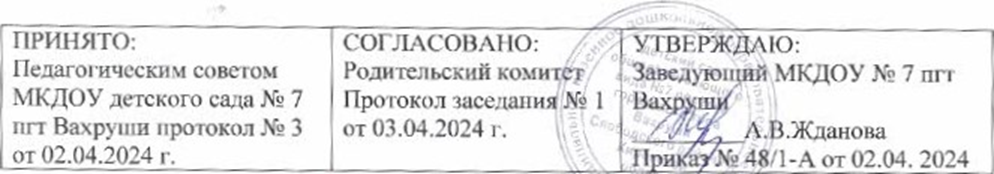 ПРИНЯТО:
Педагогическим советом
МКДОУ детского сада № 7
пгт Вахруши протокол № 3
от 02.04.2024 г.
СОГЛАСОВАНО:
Родительский комитет
Протокол заседания № 1
от 03.04.2024 г.
УТВЕРЖДАЮ:
Заведующий МКДОУ № 7 пгт
Вахруши
А.В.Жданова
Приказ № 48/1-А от 02.04. 2024